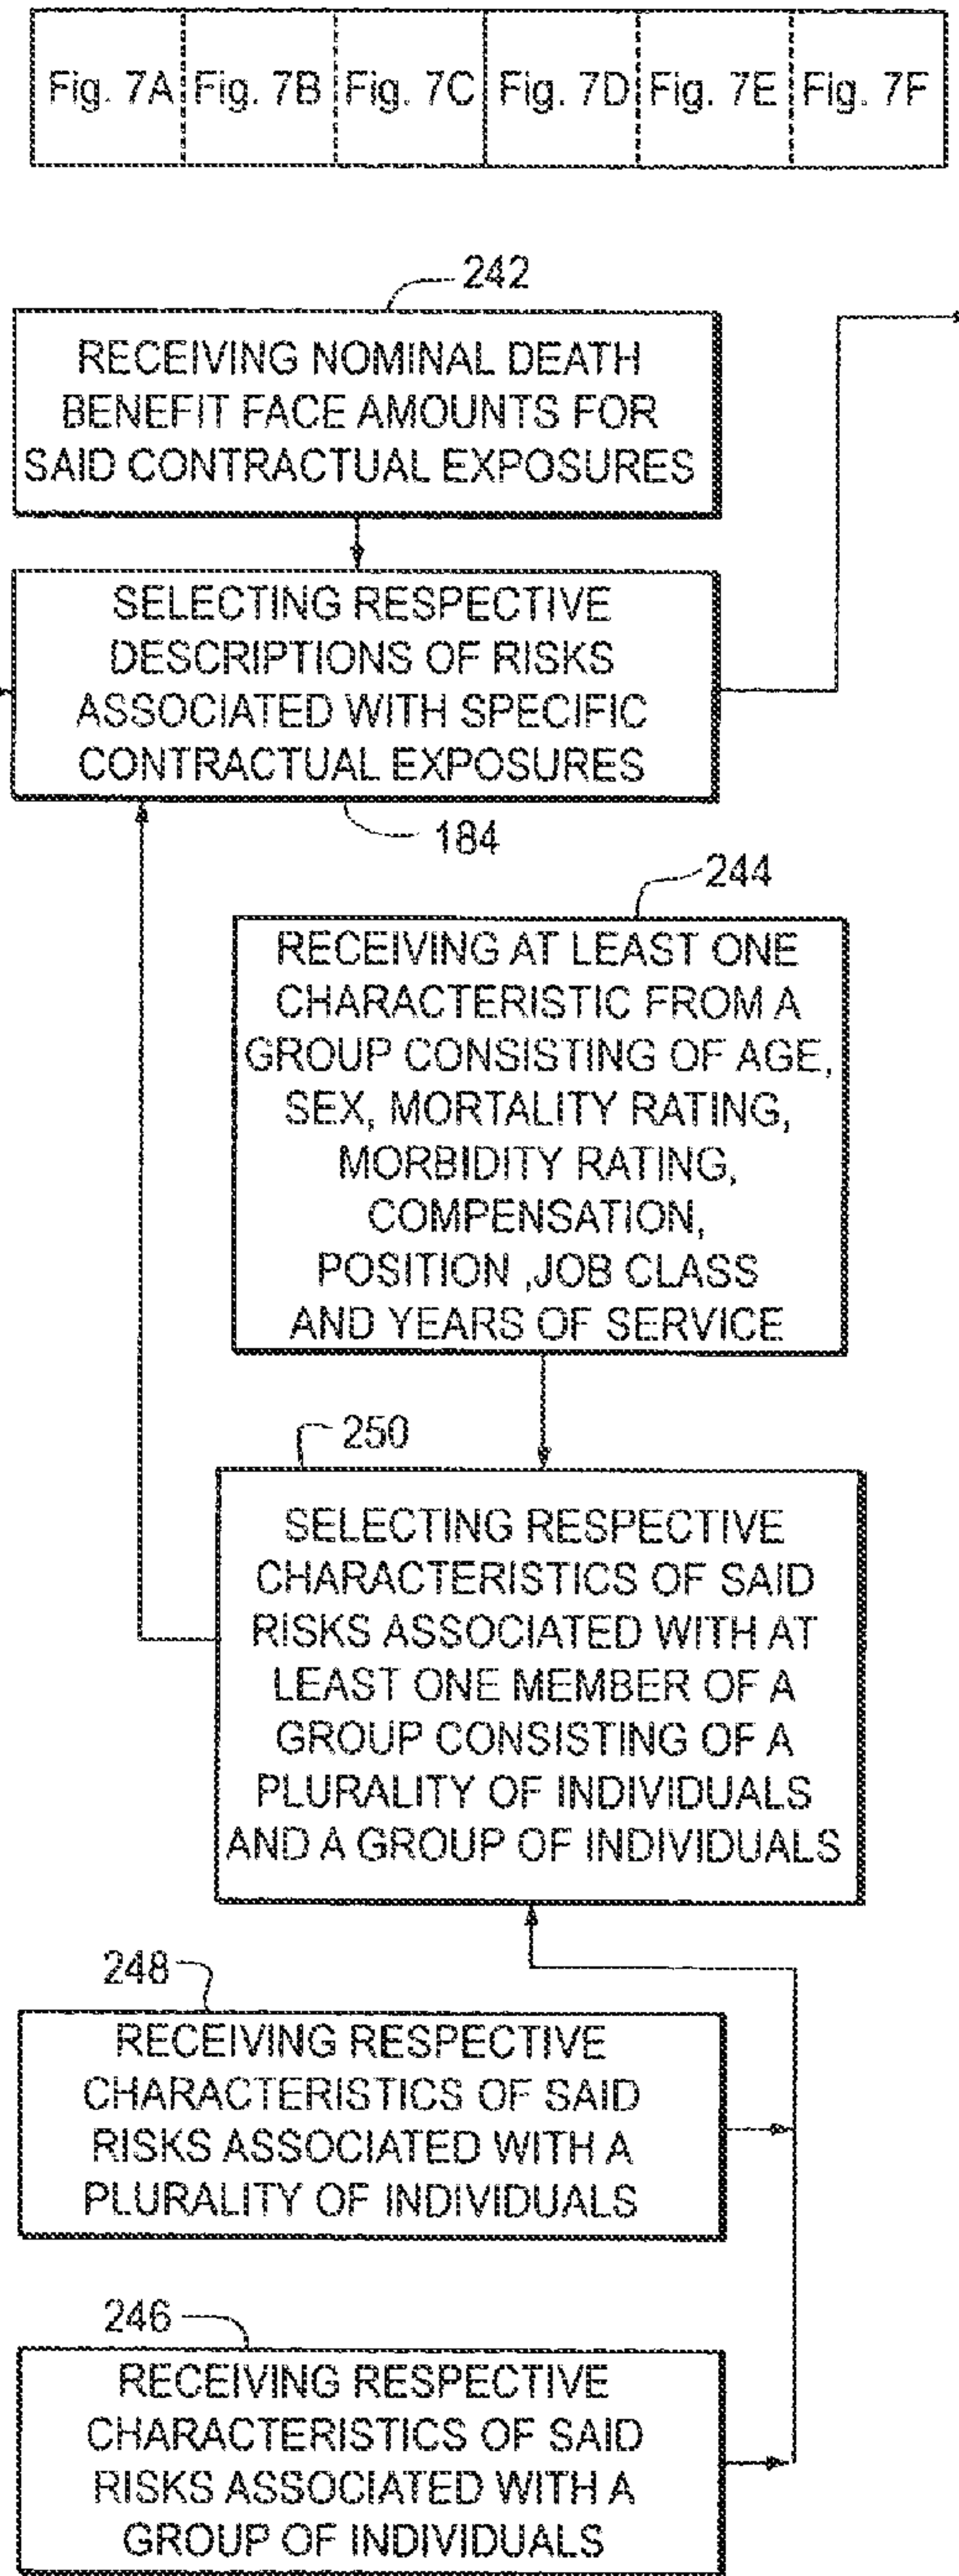 Fig. 7A Fig. 7B Fig. 7C Fig. 7D Fig. 7E Fig. 7F
242
RECEIVING NOMINAL DEATH
BENEFIT FACE AMOUNTS FOR
SAID CONTRACTUAL EXPOSURES
SELECTING RESPECTIVE
DESCRIPTIONS OF RISKS
ASSOCIATED WITH SPECIFIC
CONTRACTUAL EXPOSURES
184
244
RECEIVING AT LEAST ONE
CHARACTERISTIC FROM A
GROUP CONSISTING OF AGE,
SEX, MORTALITY RATING,
MORBIDITY RATING,
COMPENSATION,
POSITION ,JOB CLASS
AND YEARS OF SERVICE
250
SELECTING RESPECTIVE
CHARACTERISTICS OF SAID
RISKS ASSOCIATED WITH AT
LEAST ONE MEMBER OF A
GROUP CONSISTING OF A
PLURALITY OF INDIVIDUALS
AND A GROUP OF INDIVIDUALS
248
RECEIVING RESPECTIVE
CHARACTERISTICS OF SAID
RISKS ASSOCIATED WITH A
PLURALITY OF INDIVIDUALS
246
RECEIVING RESPECTIVE
CHARACTERISTICS OF SAID
RISKS ASSOCIATED WITH A
GROUP OF INDIVIDUALS